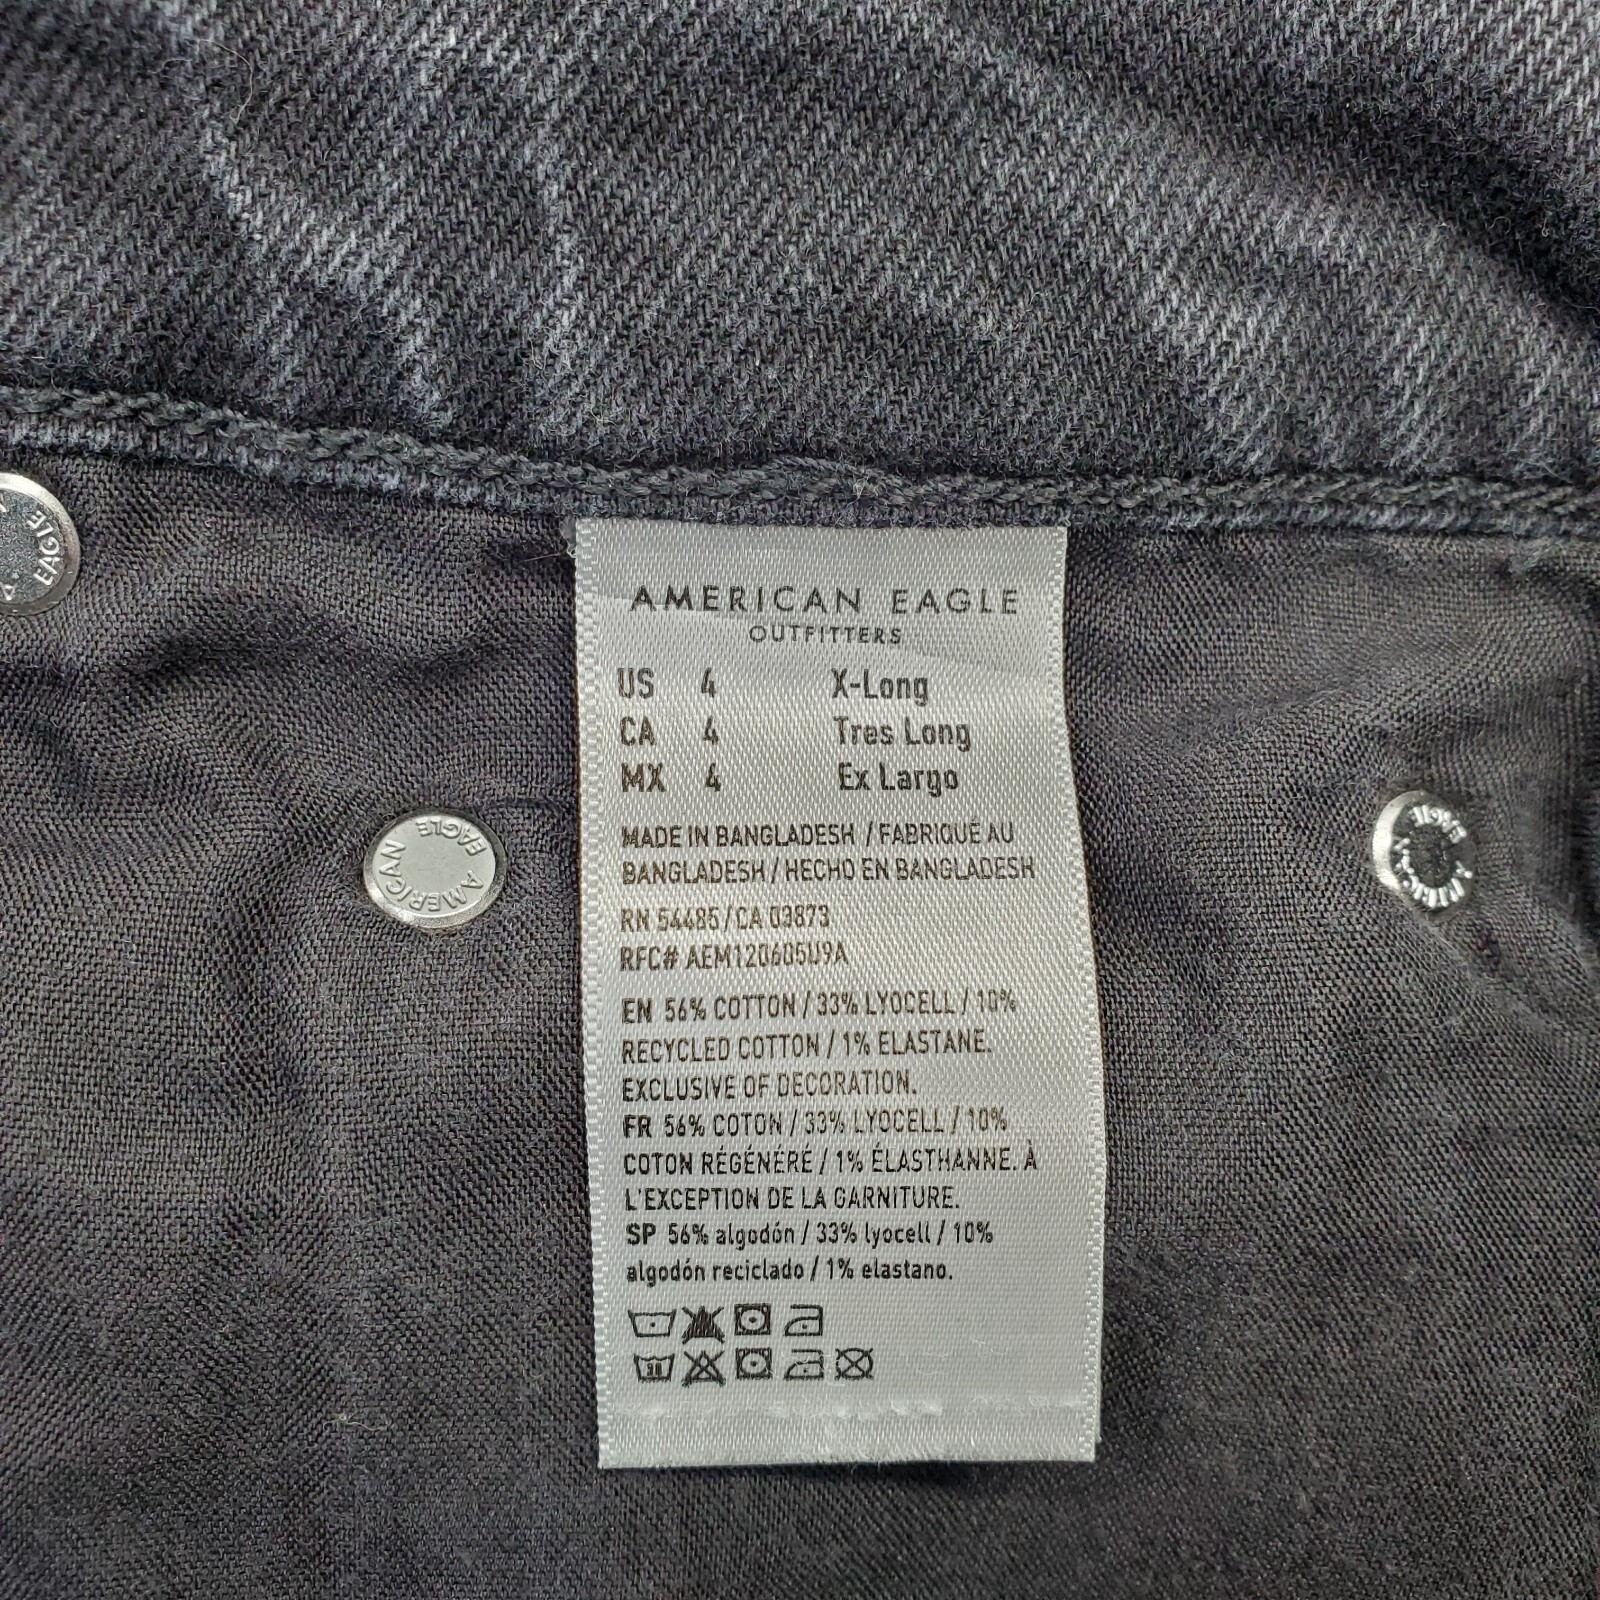 AMERICAN EAGLE
OUTFITTERS
US 4 X-Long
CA 4 Tres Long
MX 4 Ex Largo
MADE IN BANGLADESH / FABRIQUÉ AU
BANGLADESH / HECHO EN BANGLADESH
RN 54485 / CA 03873
RFC# AEM120605U9A
EN 56% COTTON / 33% LYOCELL / 10%
RECYCLED COTTON / 1% ELASTANE.
EXCLUSIVE OF DECORATION.
FR 56% COTON / 33% LYOCELL / 10%
COTON RÉGÉNÉRÉ / 1% ÉLASTHANNE. À
L'EXCEPTION DE LA GARNITURE.
SP 56% algodón / 33% lyocell / 10%
algodón reciclado / 1% elastano.
30
EAGLE
AMERICAN EAGLE
EAGLE